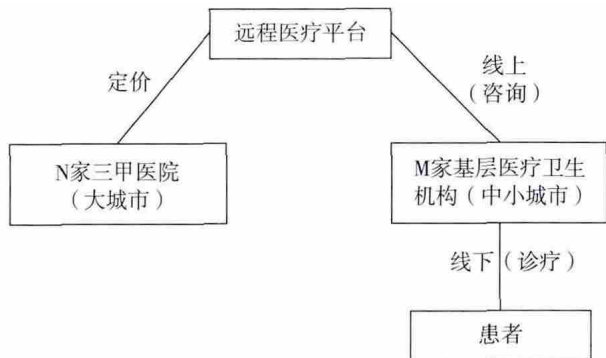 远程医疗平台
定价
线上
（咨询）
N家三甲医院
（大城市）
M家基层医疗卫生
机构（中小城市）
线下（诊疗）
患者